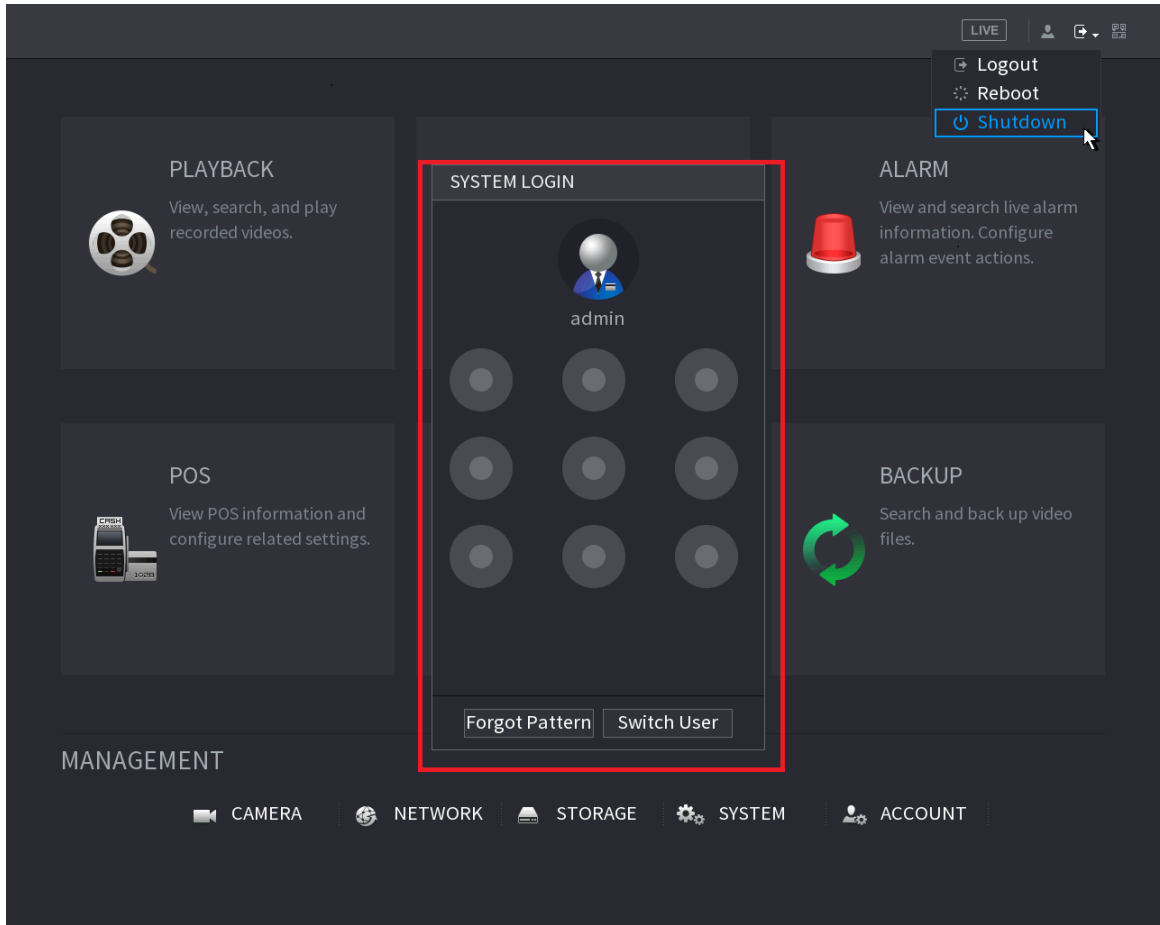 LIVE
Logout
Reboot
Shutdown
PLAYBACK
View, search, and play
recorded videos.
SYSTEM LOGIN
admin
Forgot Pattern
Switch User
ALARM
View and search live alarm
information. Configure
alarm event actions.
POS
View POS information and
configure related settings.
CASH
BACKUP
Search and back up video
files.
MANAGEMENT
CAMERA
NETWORK
STORAGE
SYSTEM
ACCOUNT